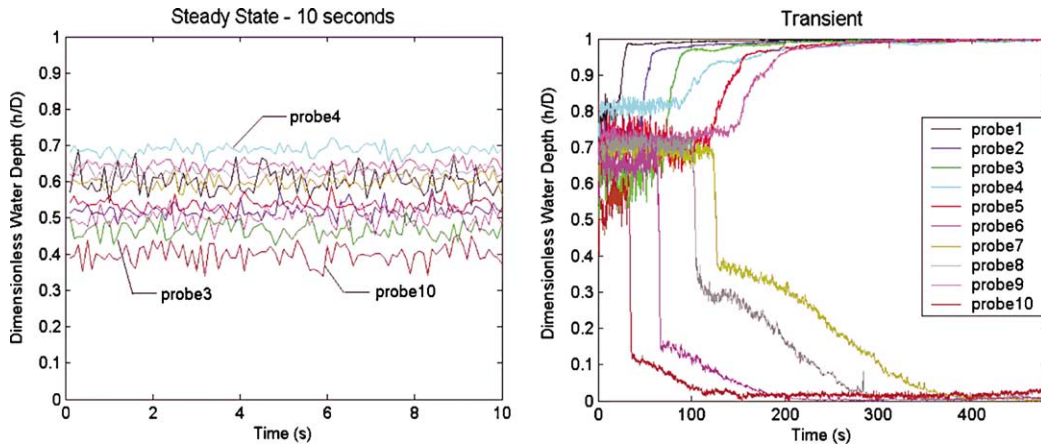 Steady State - 10 seconds
Dimensionless Water Depth (h/D)
1
0.9
0.8
0.7
0.6
0.5
0.4
0.3
0.2
0.1
0
probe4
probe3
probe10
0 2 4 6 8 10
Time (s)
Transient
Dimensionless Water Depth (h/D)
1
0.9
0.8
0.7
0.6
0.5
0.4
0.3
0.2
0.1
0
probe1
probe2
probe3
probe4
probe5
probe6
probe7
probe8
probe9
probe10
0 100 200 300 400
Time (s)